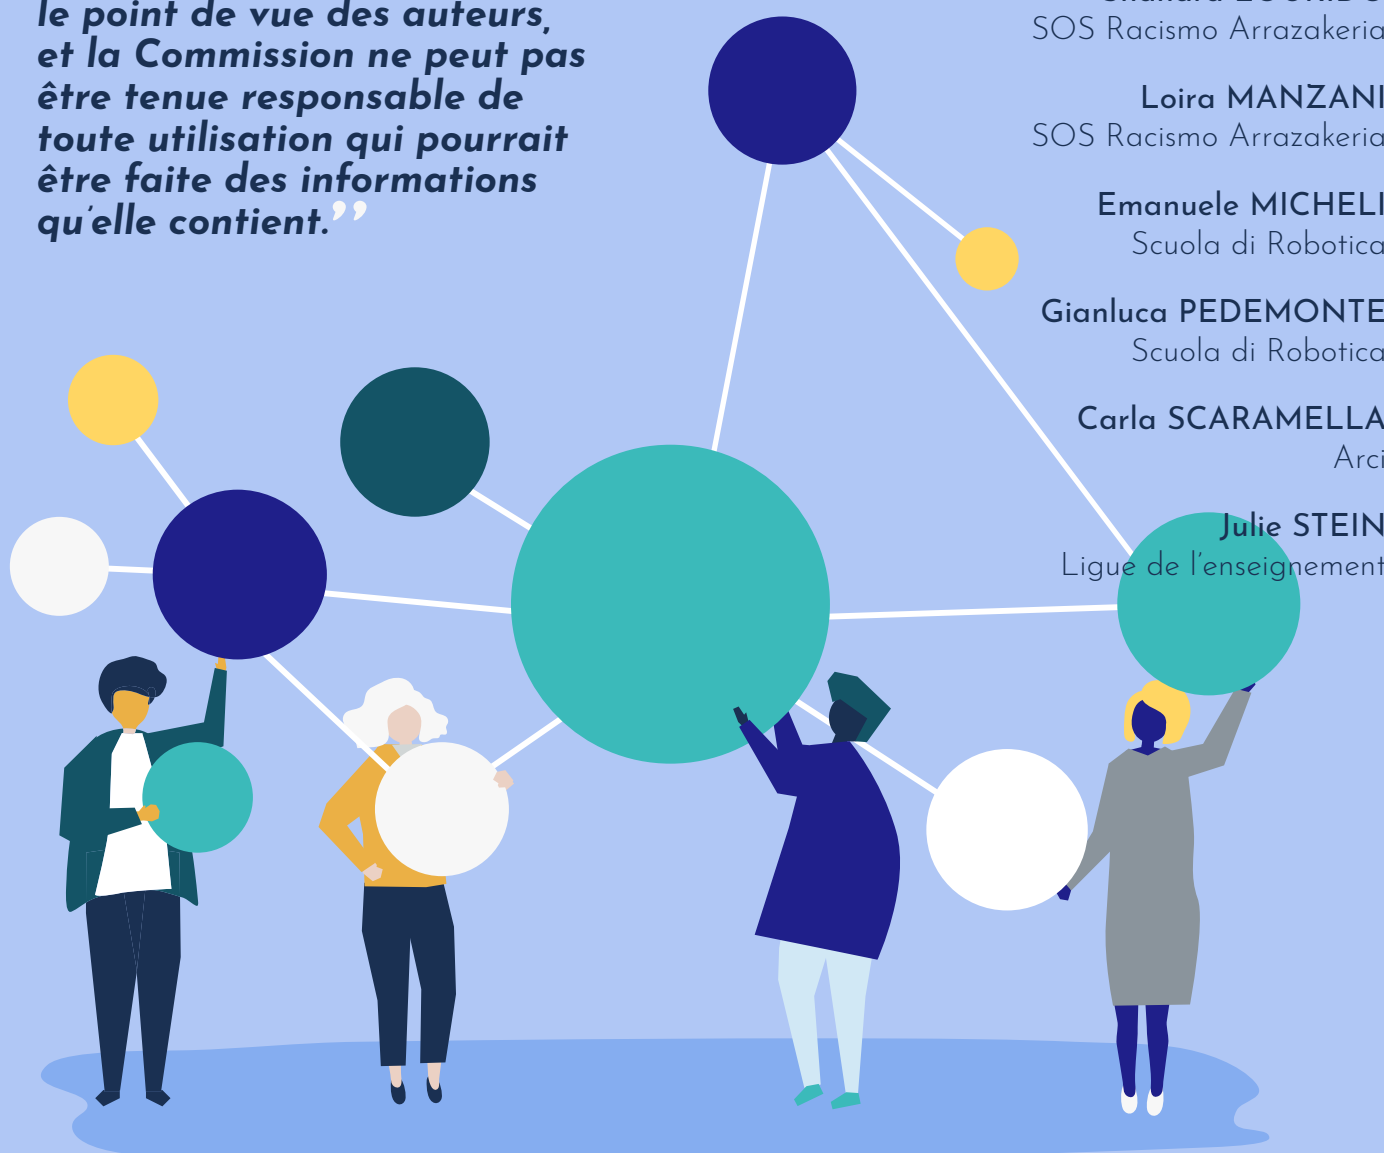 le point de vue des auteurs,
et la Commission ne peut pas
être tenue responsable de
toute utilisation qui pourrait
être faite des informations
qu’elle contient.”
SOS Racismo Arrazakeria
Loira MANZANI
SOS Racismo Arrazakeria
Emanuele MICHELI
Scuola di Robotica
Gianluca PEDEMONTE
Scuola di Robotica
Carla SCARAMELLA
Arci
Julie STEIN
Ligue de l’enseignement